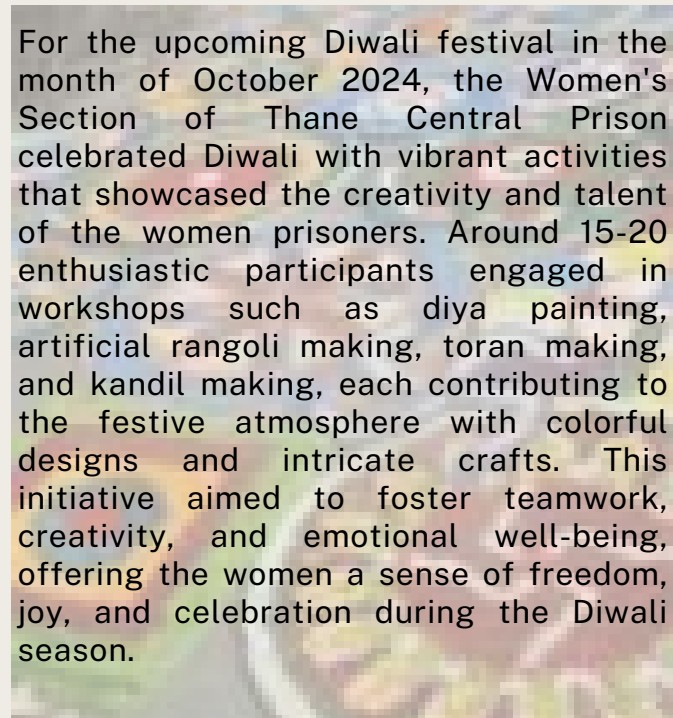 For the upcoming Diwali festival in the
month of October 2024, the Women's
Section of Thane Central Prison
celebrated Diwali with vibrant activities
that showcased the creativity and talent
of the women prisoners. Around 15-20
enthusiastic participants engaged in
workshops such as diya painting,
artificial rangoli making, toran making,
and kandil making, each contributing to
the festive atmosphere with colorful
designs and intricate crafts. This
initiative aimed to foster teamwork,
creativity, and emotional well-being,
offering the women a sense of freedom,
joy, and celebration during the Diwali
season.